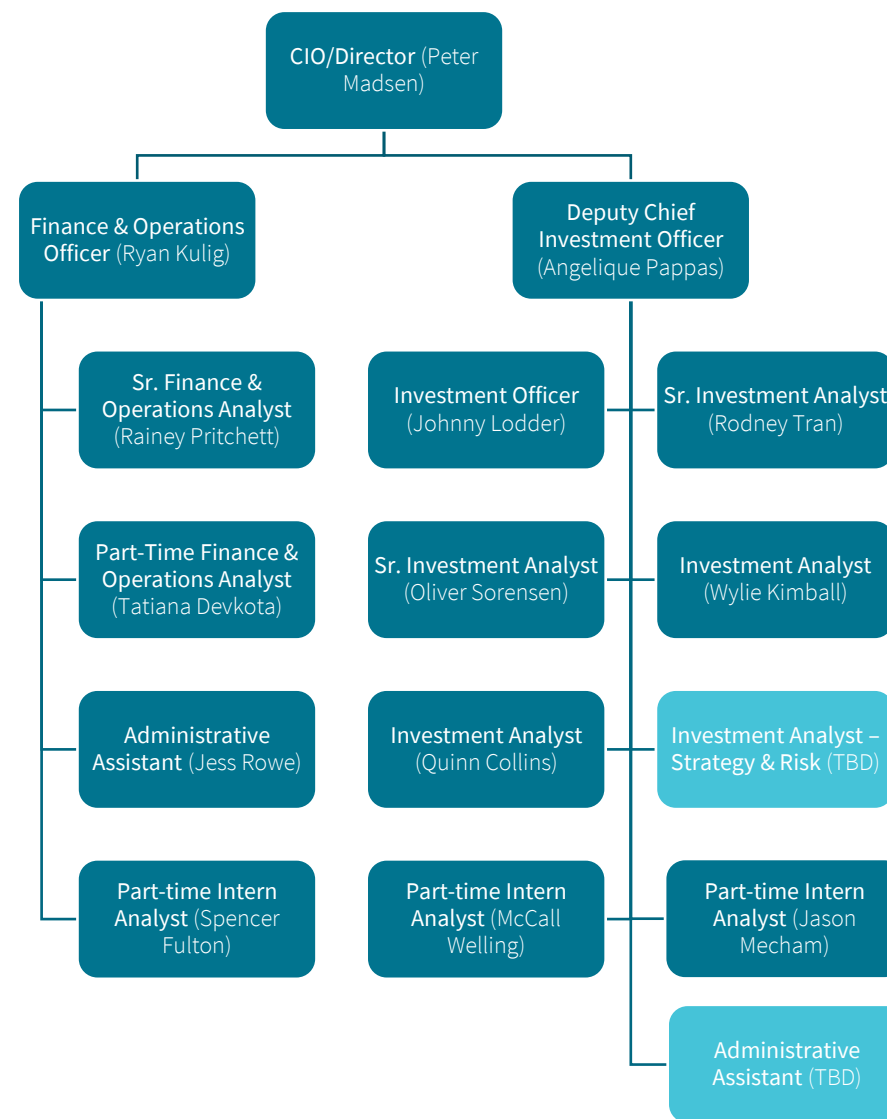 CIO/Director (Peter
Madsen)
Finance & Operations
Officer (Ryan Kulig)
Deputy Chief
Investment Officer
(Angelique Pappas)
Sr. Finance &
Operations Analyst
(Rainey Pritchett)
Investment Officer
(Johnny Lodder)
Sr. Investment Analyst
(Rodney Tran)
Part-Time Finance &
Operations Analyst
(Tatiana Devkota)
Sr. Investment Analyst
(Oliver Sorensen)
Investment Analyst
(Wylie Kimball)
Administrative
Assistant (Jess Rowe)
Investment Analyst
(Quinn Collins)
Investment Analyst –
Strategy & Risk (TBD)
Part-time Intern
Analyst (Spencer
Fulton)
Part-time Intern
Analyst (McCall
Welling)
Part-time Intern
Analyst (Jason
Mecham)
Administrative
Assistant (TBD)